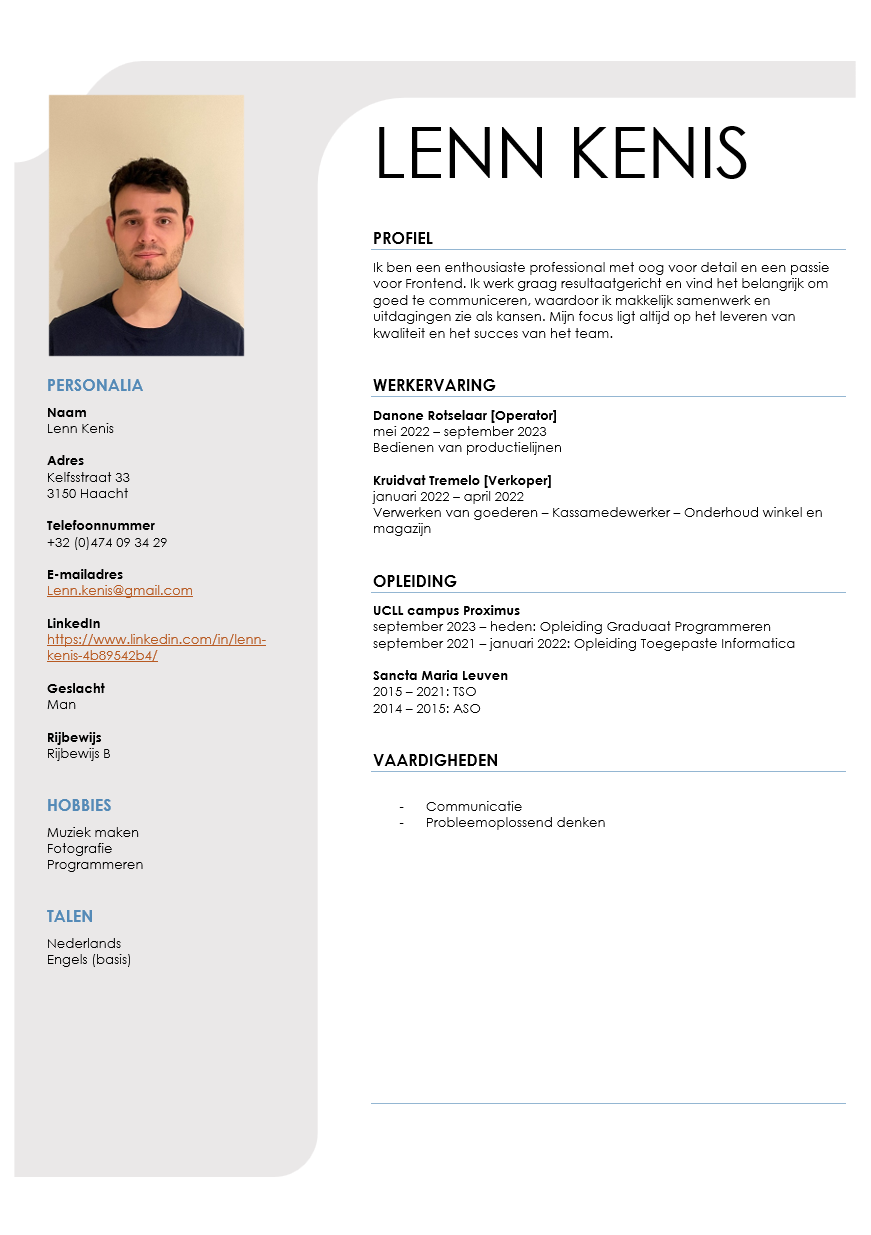 LENN KENIS
PERSONALIA
Naam
Lenn Kenis
Adres
Kelfsstraat 33
3150 Haacht
Telefoonnummer
+32 (0)474 09 34 29
E-mailadres
Lenn.kenis@gmail.com
LinkedIn
https://www.linkedin.com/in/lenn-
kenis-4b89542b4/
Geslacht
Man
Rijbewijs
Rijbewijs B
HOBBIES
Muziek maken
Fotografie
Programmeren
TALEN
Nederlands
Engels (basis)
PROFIEL
Ik ben een enthousiaste professional met oog voor detail en een passie
voor Frontend. Ik werk graag resultaatgericht en vind het belangrijk om
goed te communiceren, waardoor ik makkelijk samenwerk en
uitdagingen zie als kansen. Mijn focus ligt altijd op het leveren van
kwaliteit en het succes van het team.
WERKERVARING
Danone Rotselaar [Operator]
mei 2022 – september 2023
Bedienen van productielijnen
Kruidvat Tremelo [Verkoper]
januari 2022 – april 2022
Verwerken van goederen – Kassamedewerker – Onderhoud winkel en
magazijn
OPLEIDING
UCLL campus Proximus
september 2023 – heden: Opleiding Graduaat Programmeren
september 2021 – januari 2022: Opleiding Toegepaste Informatica
Sancta Maria Leuven
2015 – 2021: TSO
2014 – 2015: ASO
VAARDIGHEDEN
- Communicatie
- Probleemoplossend denken